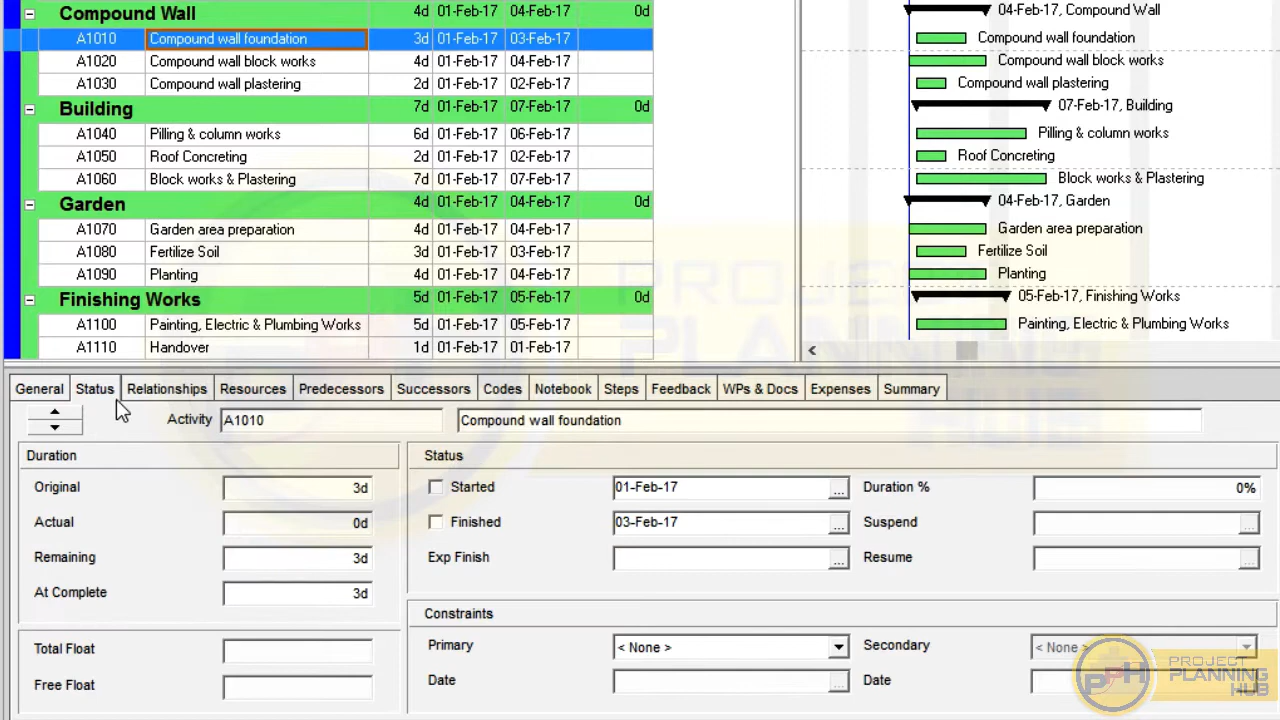 Compound Wall 4d 01-Feb-17 04-Feb-17 0d
A1010 Compound wall foundation 3d 01-Feb-17 03-Feb-17
A1020 Compound wall block works 4d 01-Feb-17 04-Feb-17
A1030 Compound wall plastering 2d 01-Feb-17 02-Feb-17
Building 7d 01-Feb-17 07-Feb-17 0d
A1040 Pilling & column works 6d 01-Feb-17 06-Feb-17
A1050 Roof Concreting 2d 01-Feb-17 02-Feb-17
A1060 Block works & Plastering 7d 01-Feb-17 07-Feb-17
Garden 4d 01-Feb-17 04-Feb-17 0d
A1070 Garden area preparation 4d 01-Feb-17 04-Feb-17
A1080 Fertilize Soil 3d 01-Feb-17 03-Feb-17
A1090 Planting 4d 01-Feb-17 04-Feb-17
Finishing Works 5d 01-Feb-17 05-Feb-17 0d
A1100 Painting, Electric & Plumbing Works 5d 01-Feb-17 05-Feb-17
A1110 Handover 1d 01-Feb-17 01-Feb-17
04-Feb-17, Compound Wall
Compound wall foundation
Compound wall block works
Compound wall plastering
07-Feb-17, Building
Pilling & column works
Roof Concreting
Block works & Plastering
04-Feb-17, Garden
Garden area preparation
Fertilize Soil
Planting
05-Feb-17, Finishing Works
Painting, Electric & Plumbing Works
PROJECT
PLANNING
HUB
General Status Relationships Resources Predecessors Successors Codes Notebook Steps Feedback WPs & Docs Expenses Summary
Activity A1010 Compound wall foundation
Duration
Original 3d
Actual 0d
Remaining 3d
At Complete 3d
Total Float
Free Float
Status
Started 01-Feb-17 ... Duration % 0%
Finished 03-Feb-17 ... Suspend ...
Exp Finish ... Resume ...
Constraints
Primary < None > Secondary < None >
Date ... Date
PPH
PROJECT
PLANNING
HUB